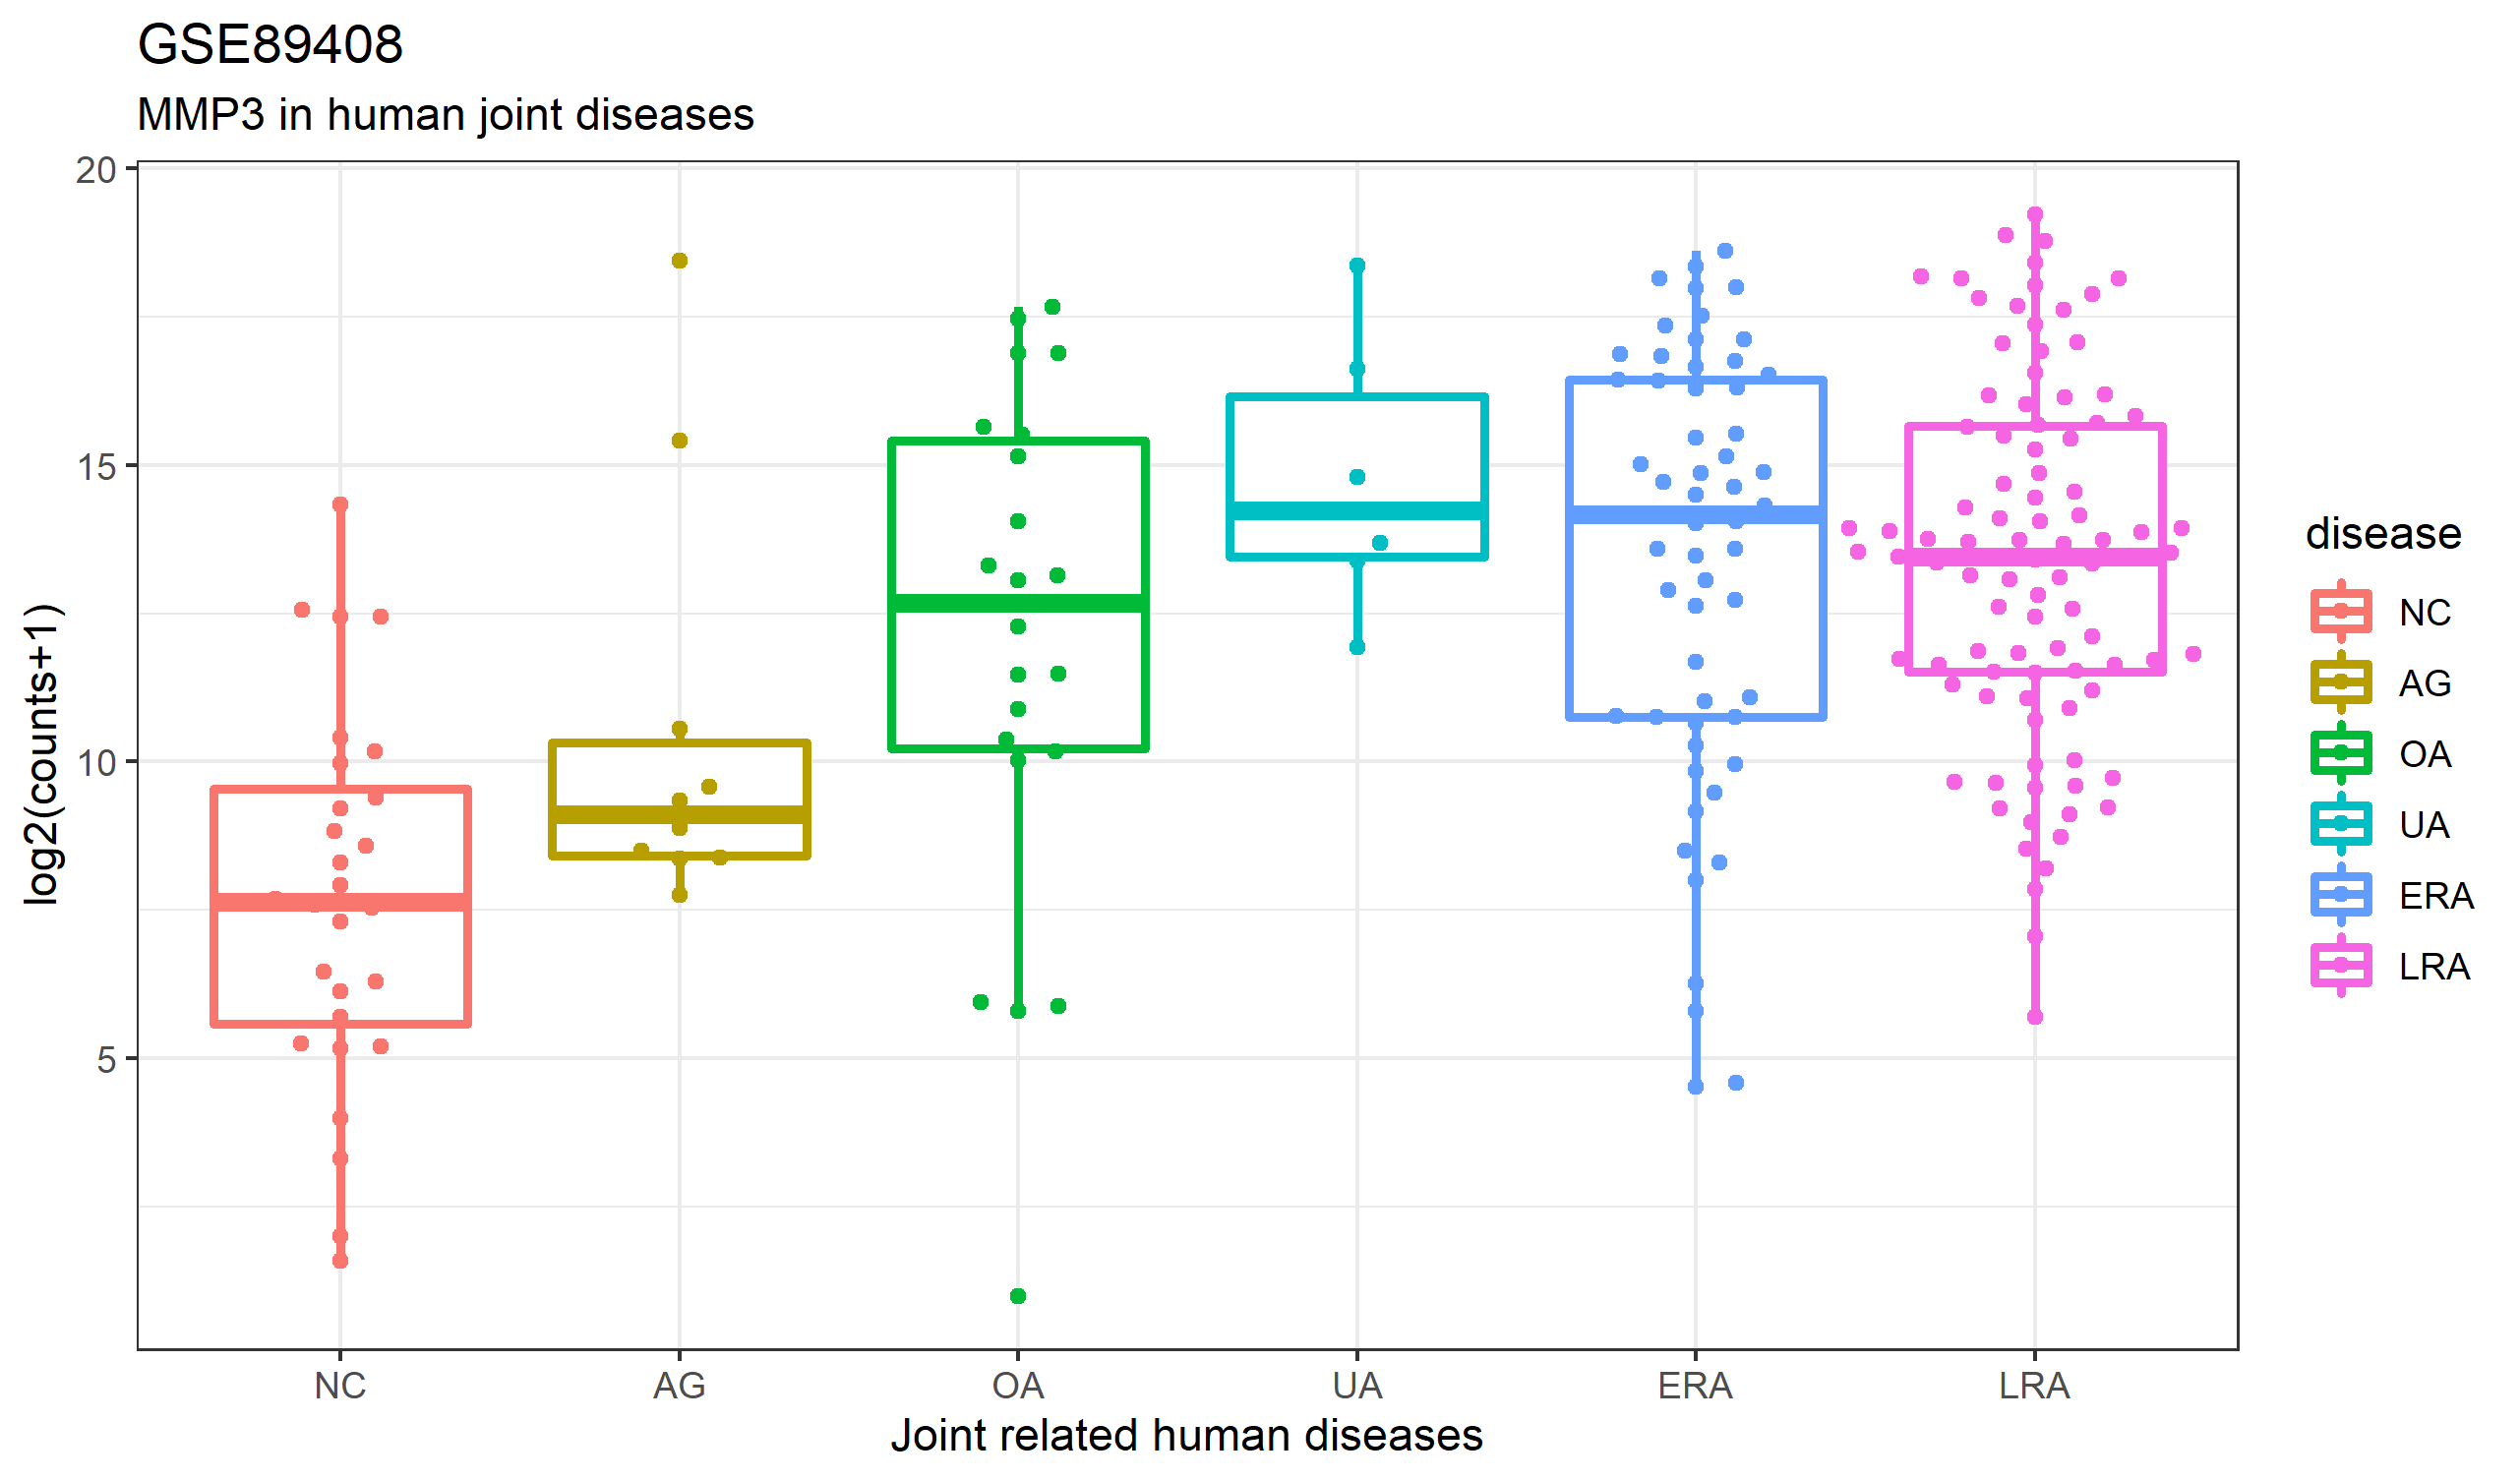 GSE89408
MMP3 in human joint diseases
log2(counts+1)
20
15
10
5
NC
AG
OA
UA
ERA
LRA
Joint related human diseases
disease
NC
AG
OA
UA
ERA
LRA